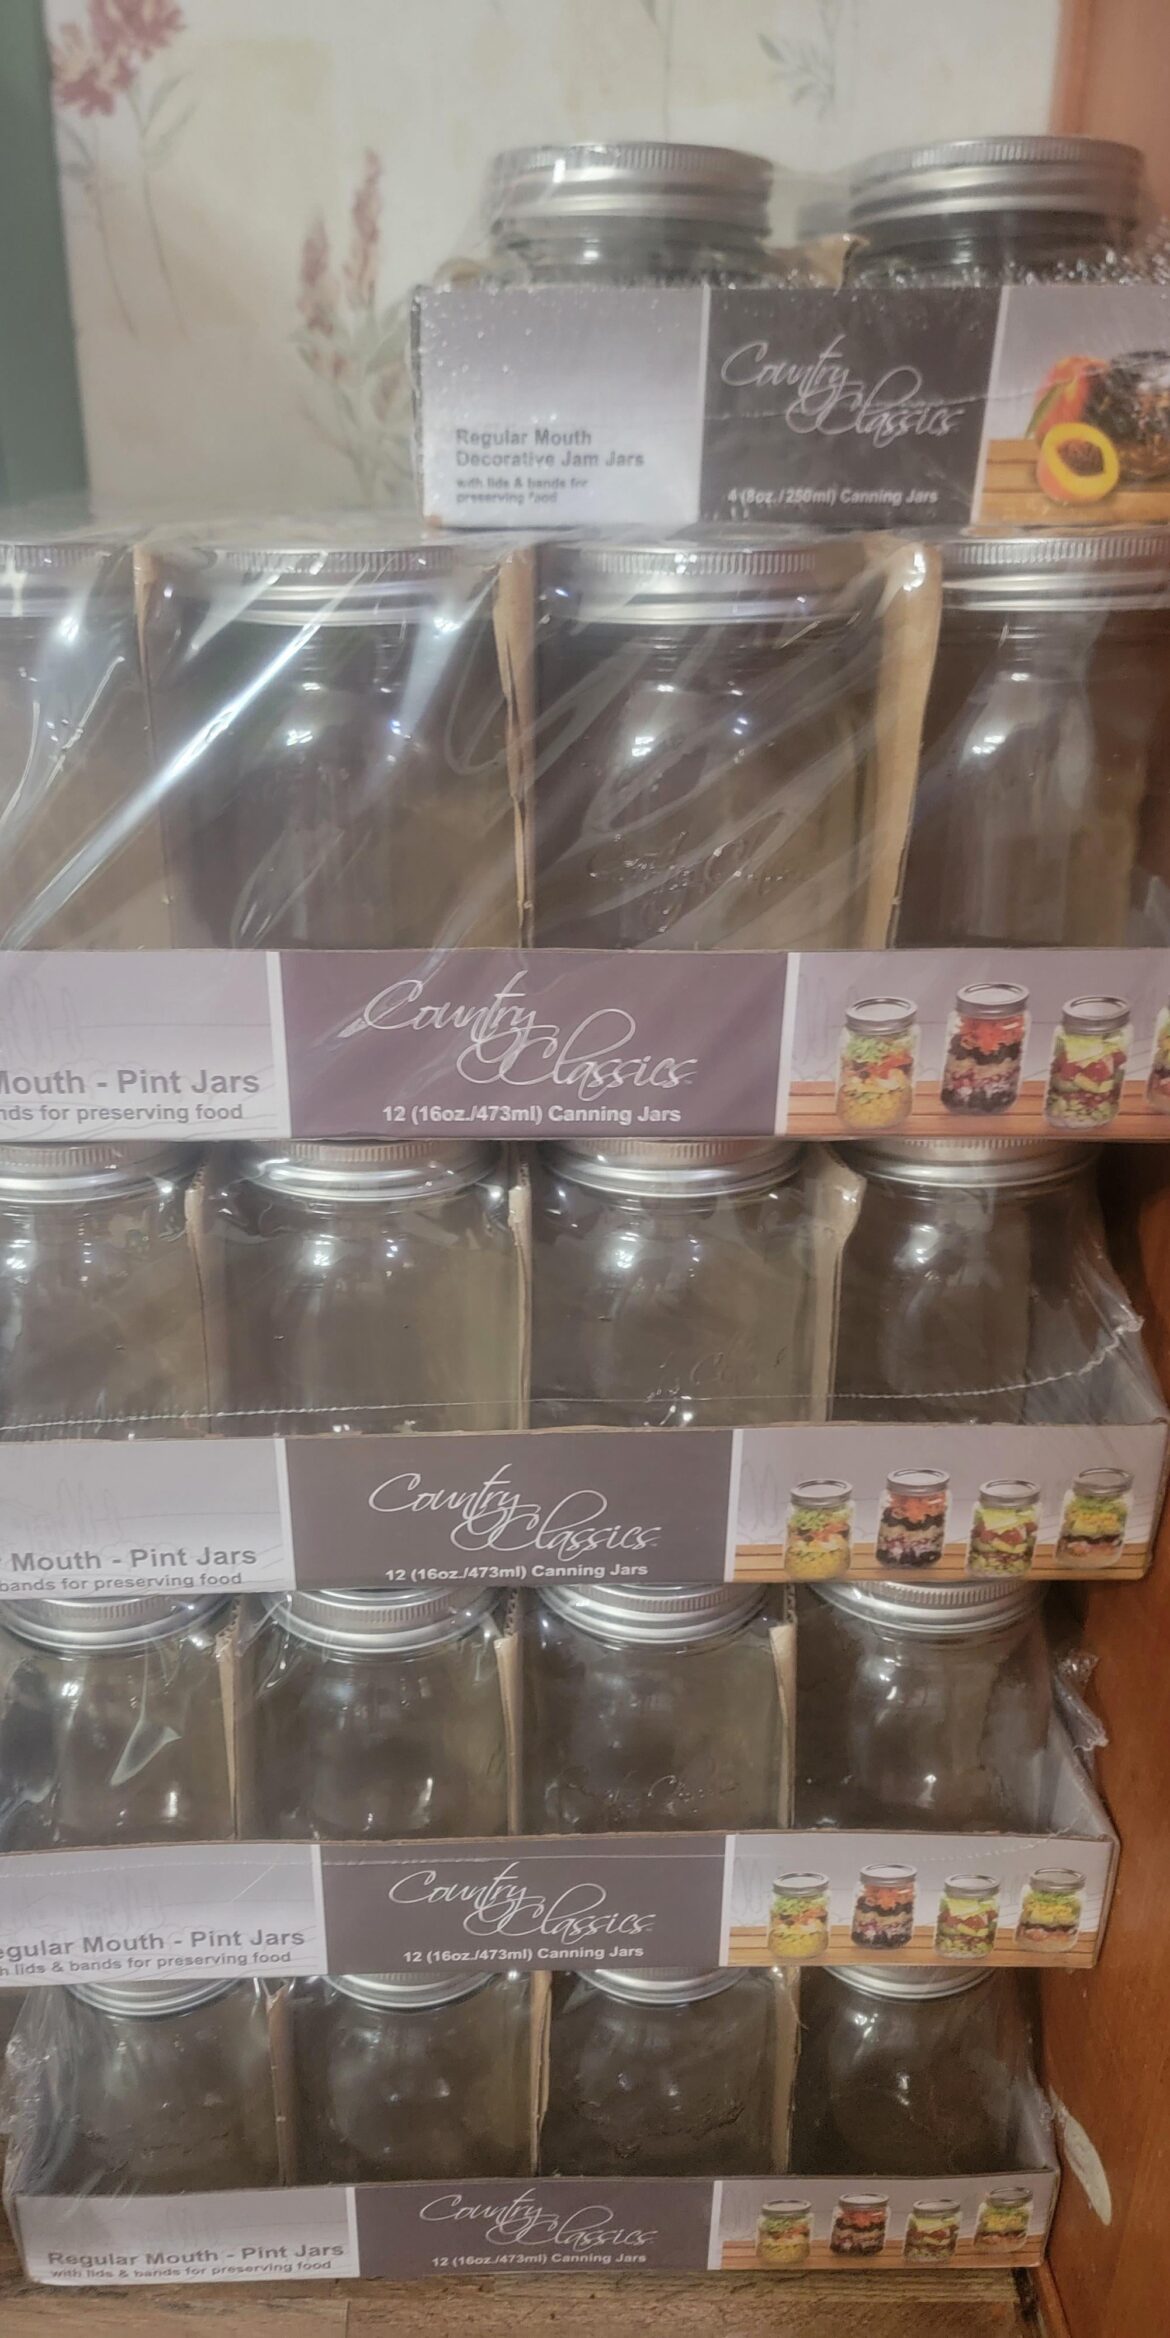 Regular Mouth
Decorative Jam Jars
with lids & bands for
preserving food
Country
Classics
4 (8oz./250ml) Canning Jars
Mouth - Pint Jars
nds for preserving food
Country
Classics
12 (16oz./473ml) Canning Jars
Mouth - Pint Jars
bands for preserving food
Country
Classics
12 (16oz./473ml) Canning Jars
egular Mouth - Pint Jars
h lids & bands for preserving food
Country
Classics
12 (16oz./473ml) Canning Jars
Regular Mouth - Pint Jars
with lids & bands for preserving food
Country
Classics
12 (16oz./473ml) Canning Jars